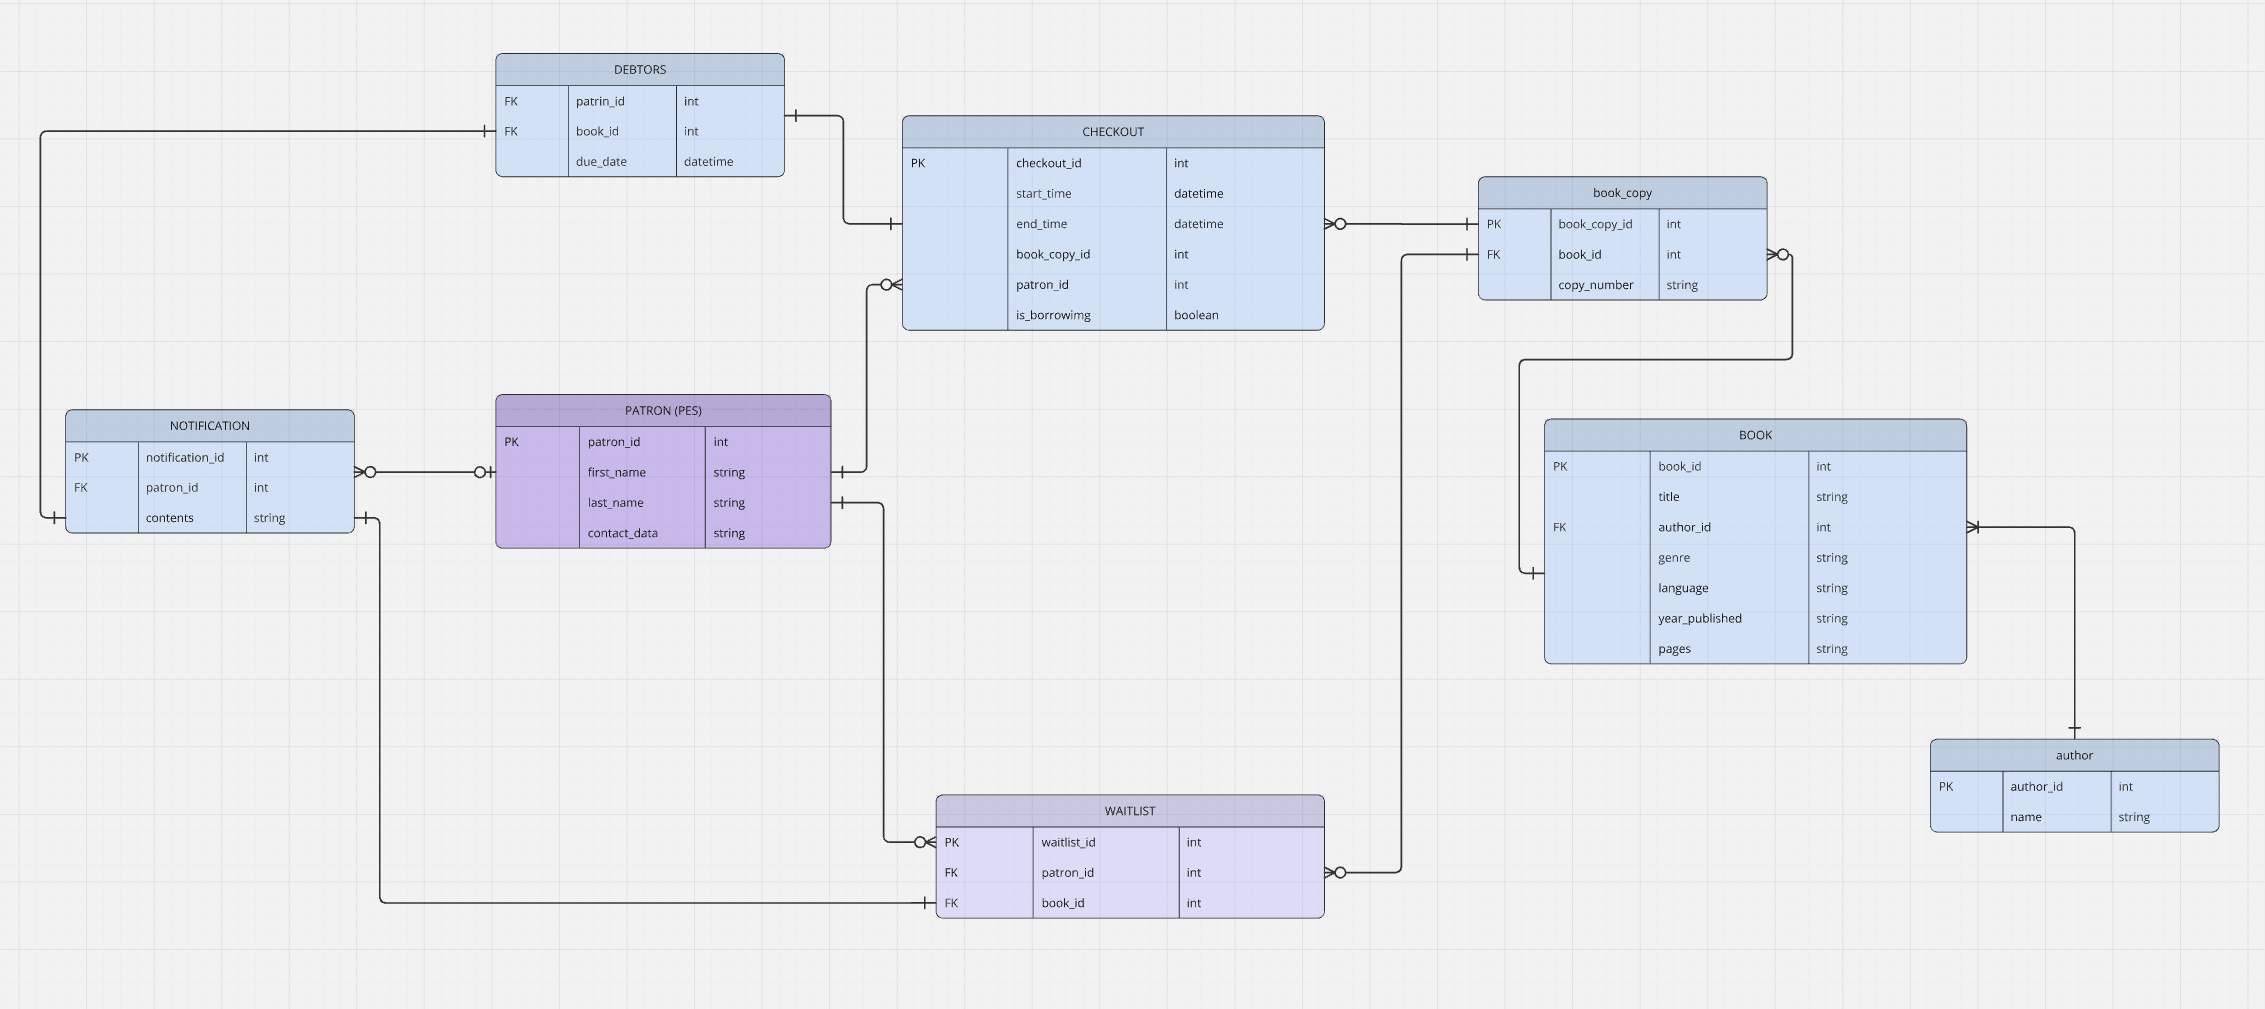 DEBTORS
FK patrin_id int
FK book_id int
due_date datetime
CHECKOUT
PK checkout_id int
start_time datetime
end_time datetime
book_copy_id int
patron_id int
is_borrowimg boolean
book_copy
PK book_copy_id int
FK book_id int
copy_number string
NOTIFICATION
PK notification_id int
FK patron_id int
contents string
PATRON (PES)
PK patron_id int
first_name string
last_name string
contact_data string
BOOK
PK book_id int
title string
FK author_id int
genre string
language string
year_published string
pages string
author
PK author_id int
name string
WAITLIST
PK waitlist_id int
FK patron_id int
FK book_id int